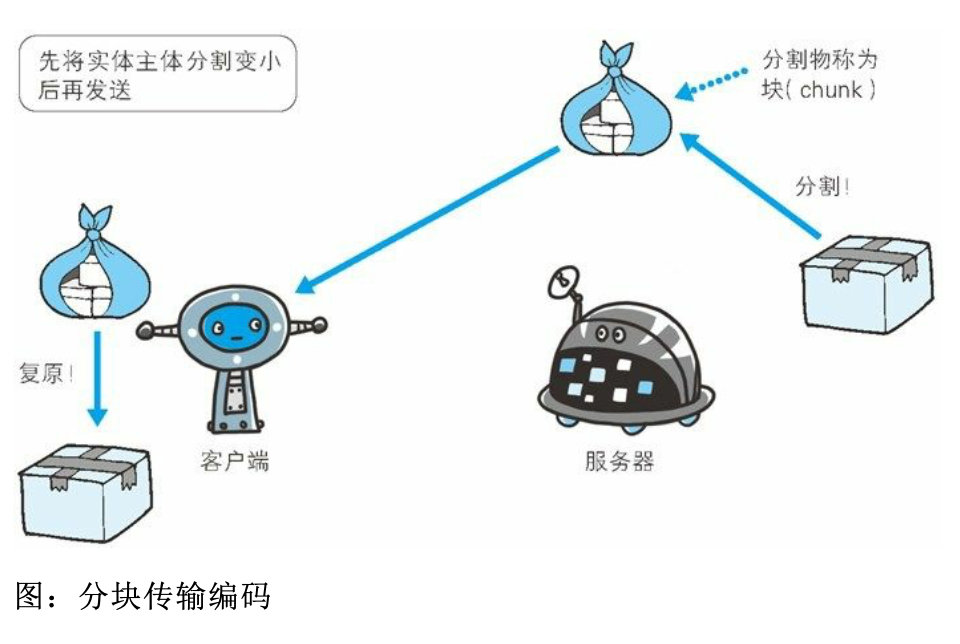 先将实体主体分割变小
后再发送
分割物称为
块( chunk )
分割!
复原!
客户端
服务器
图：分块传输编码